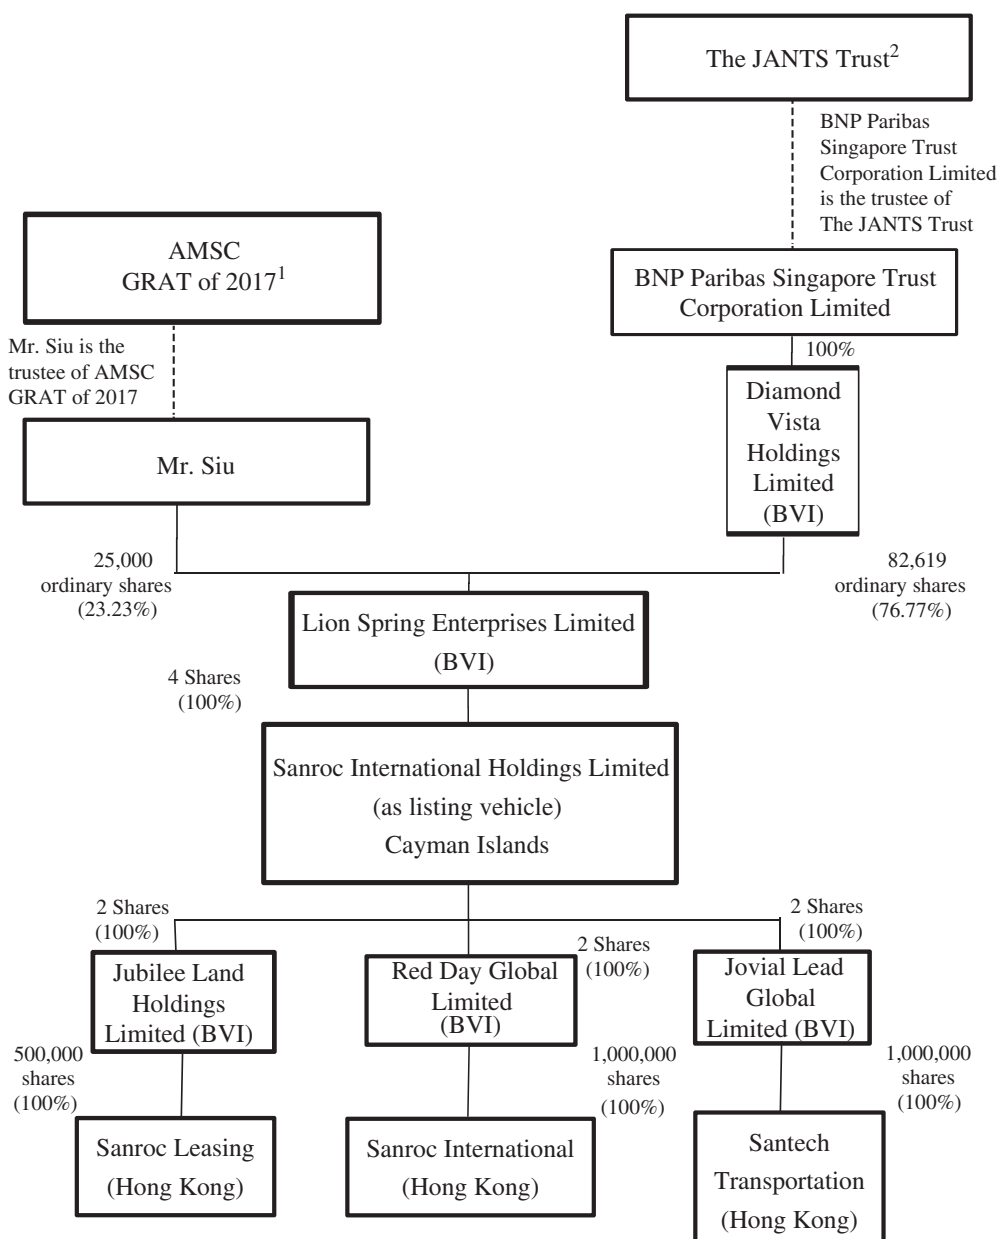 The JANTS Trust2
BNP Paribas
Singapore Trust
Corporation Limited
is the trustee of
The JANTS Trust
AMSC
GRAT of 20171
BNP Paribas Singapore Trust
Corporation Limited
Mr. Siu is the
trustee of AMSC
GRAT of 2017
100%
Diamond
Vista
Holdings
Limited
(BVI)
Mr. Siu
25,000
ordinary shares
(23.23%)
82,619
ordinary shares
(76.77%)
Lion Spring Enterprises Limited
(BVI)
4 Shares
(100%)
Sanroc International Holdings Limited
(as listing vehicle)
Cayman Islands
2 Shares
(100%)
2 Shares
(100%)
2 Shares
(100%)
Jubilee Land
Holdings
Limited (BVI)
Red Day Global
Limited
(BVI)
Jovial Lead
Global
Limited (BVI)
500,000
shares
(100%)
1,000,000
shares
(100%)
1,000,000
shares
(100%)
Sanroc Leasing
(Hong Kong)
Sanroc International
(Hong Kong)
Santech
Transportation
(Hong Kong)